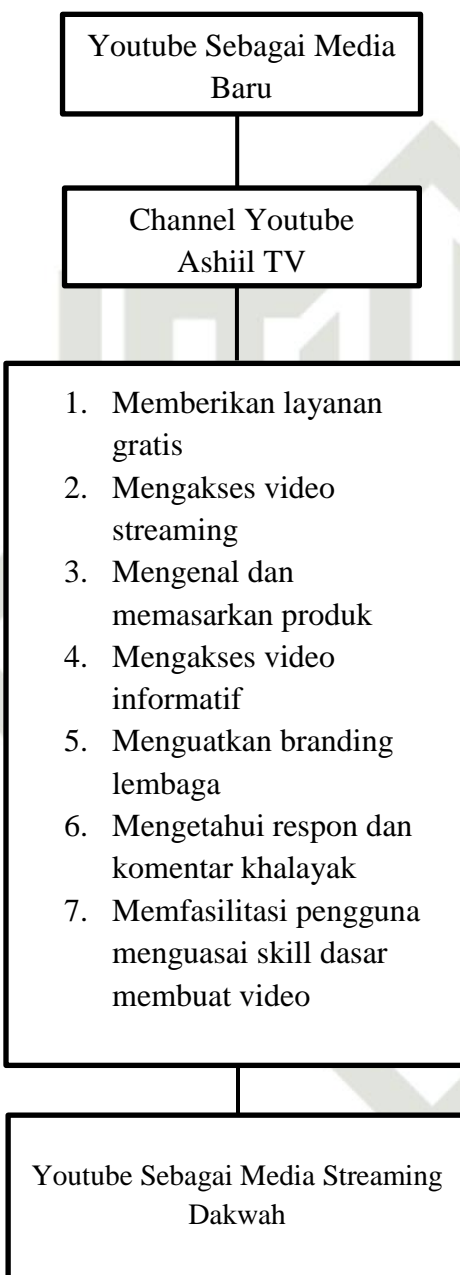 Youtube Sebagai Media
Baru
Channel Youtube
Ashiil TV
1. Memberikan layanan
gratis
2. Mengakses video
streaming
3. Mengenal dan
memasarkan produk
4. Mengakses video
informatif
5. Menguatkan branding
lembaga
6. Mengetahui respon dan
komentar khalayak
7. Memfasilitasi pengguna
menguasai skill dasar
membuat video
Youtube Sebagai Media Streaming
Dakwah